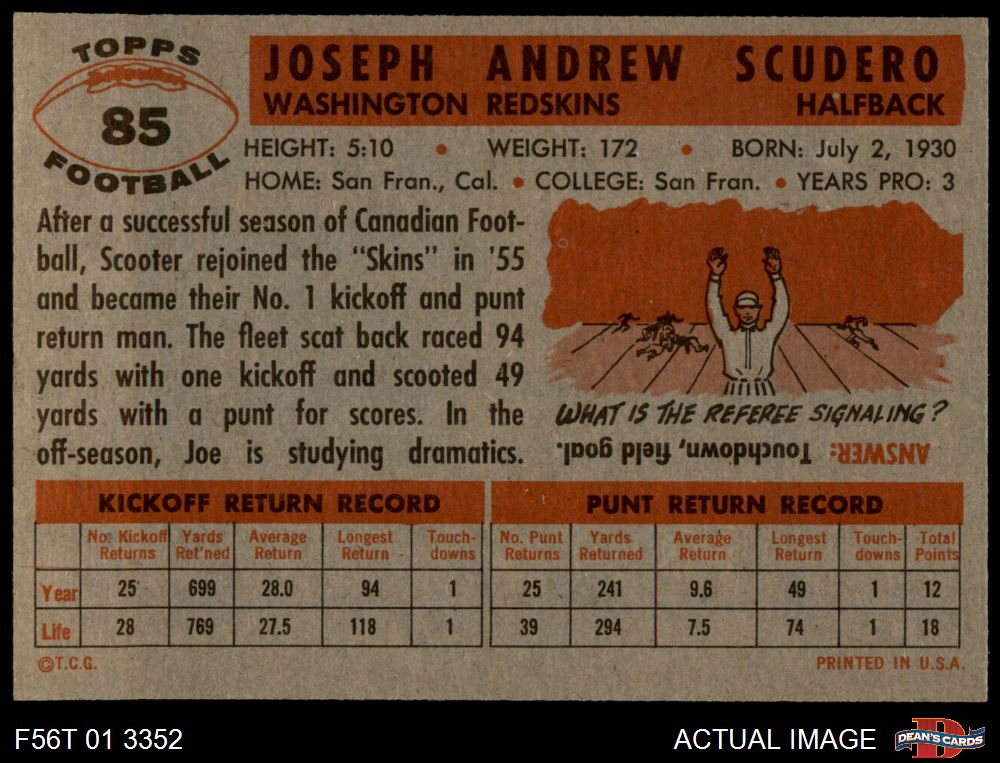 TOPPS
85
FOOTBALL
JOSEPH ANDREW SCUDERO
WASHINGTON REDSKINS HALFBACK
HEIGHT: 5:10 • WEIGHT: 172 • BORN: July 2, 1930
HOME: San Fran., Cal. • COLLEGE: San Fran. • YEARS PRO: 3
After a successful season of Canadian Foot-
ball, Scooter rejoined the "Skins" in '55
and became their No. 1 kickoff and punt
return man. The fleet scat back raced 94
yards with one kickoff and scooted 49
yards with a punt for scores. In the
off-season, Joe is studying dramatics.
WHAT IS THE REFEREE SIGNALING?
ANSWER: Touchdown, field goal.
KICKOFF RETURN RECORD
No. Kickoff Returns Yards Ret'ned Average Return Longest Return Touch-downs
Year 25 699 28.0 94 1
Life 28 769 27.5 118 1
PUNT RETURN RECORD
No. Punt Returns Yards Returned Average Return Longest Return Touch-downs Total Points
25 241 9.6 49 1 12
39 294 7.5 74 1 18
©T.C.G. PRINTED IN U.S.A.
F56T 01 3352 ACTUAL IMAGE DEAN'S CARDS